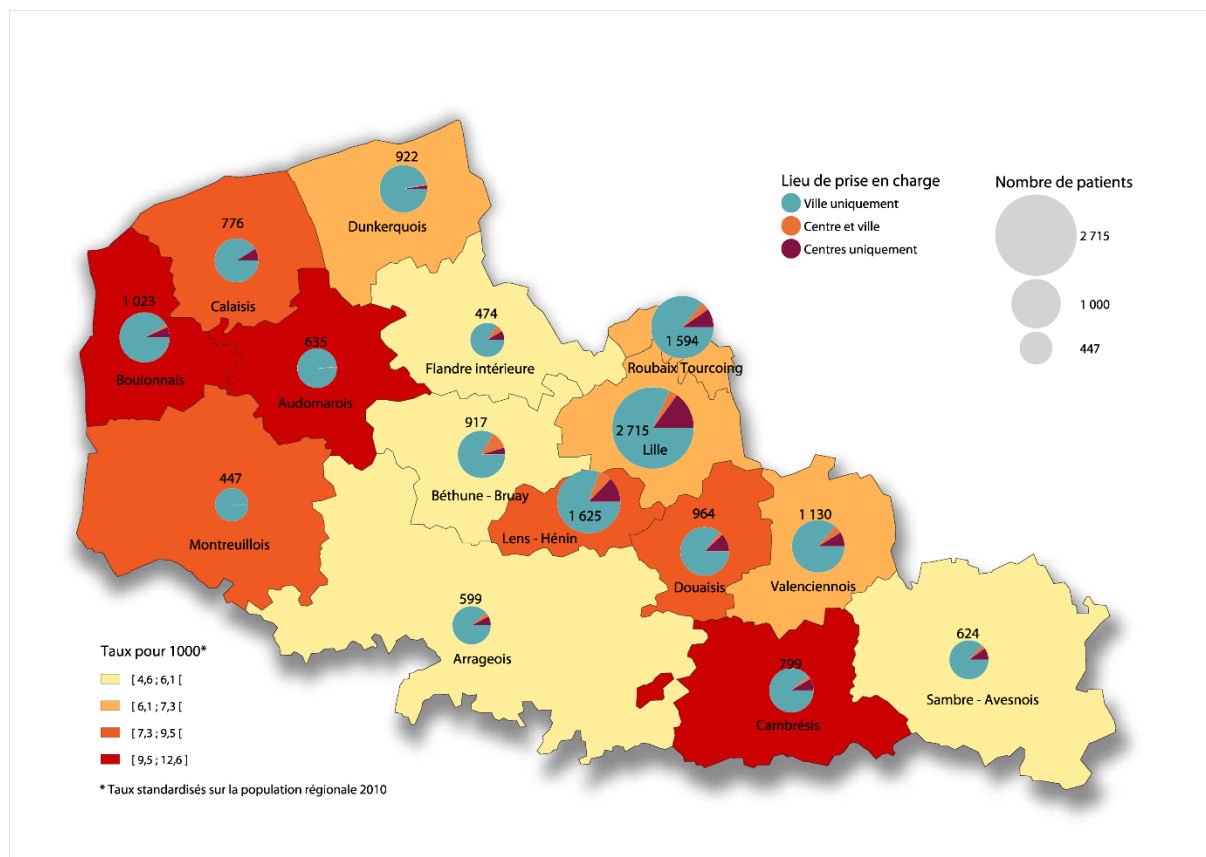 922
Dunkerquois
776
Calaisis
1 023
Boulonnais
635
Audomarois
474
Flandre intérieure
1 594
Roubaix Tourcoing
917
Béthune - Bruay
2 715
Lille
447
Montreuillois
1 625
Lens - Hénin
964
Douaisis
1 130
Valenciennois
599
Arrageois
799
Cambrésis
624
Sambre - Avesnois
Lieu de prise en charge
Ville uniquement
Centre et ville
Centres uniquement
Nombre de patients
2 715
1 000
447
Taux pour 1000*
[ 4,6 ; 6,1 [
[ 6,1 ; 7,3 [
[ 7,3 ; 9,5 [
[ 9,5 ; 12,6 ]
* Taux standardisés sur la population régionale 2010